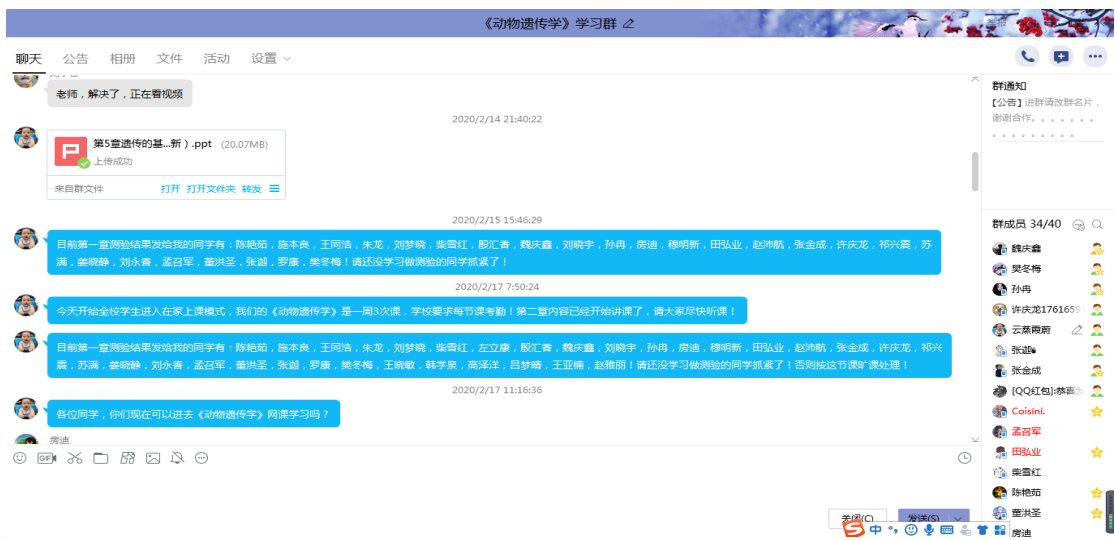 《动物遗传学》学习群
聊天 公告 相册 文件 活动 设置
老师，解决了，正在看视频
2020/2/14 21:40:22
第5章遗传的基...新）.ppt (20.07MB)
上传成功
来自群文件 打开 打开文件夹 转发
2020/2/15 15:46:29
目前第一章测验结果发给我的同学有：陈艳茹，施本良，王同浩，朱龙，刘梦晓，柴雪红，殷汇香，魏庆鑫，刘晓宇，孙冉，房迪，穆明新，田弘业，赵沛航，张金成，许庆龙，祁兴震，苏
满，姜晓静，刘永香，孟召军，董洪圣，张迦，罗康，樊冬梅！请还没学习做测验的同学抓紧了！
2020/2/17 7:50:24
今天开始全校学生进入在家上课模式，我们的《动物遗传学》是一周3次课，学校要求每节课考勤！第二章内容已经开始讲课了，请大家尽快听课！
目前第一章测验结果发给我的同学有：陈艳茹，施本良，王同浩，朱龙，刘梦晓，柴雪红，左立康，殷汇香，魏庆鑫，刘晓宇，孙冉，房迪，穆明新，田弘业，赵沛航，张金成，许庆龙，祁兴
震，苏满，姜晓静，刘永香，孟召军，董洪圣，张迦，罗康，樊冬梅，王晓敏，韩学泉，高泽洋，吕梦晴，王亚楠，赵雅丽！请还没学习做测验的同学抓紧了！否则按这节课旷课处理！
2020/2/17 11:16:36
各位同学，你们现在可以进去《动物遗传学》网课学习吗？
房迪
GIF
关闭(C) 发送(S)
群通知
【公告】进群请改群名片，
谢谢合作。。。。。。。
。。。。。。。。。
群成员 34/40
魏庆鑫
樊冬梅
孙冉
许庆龙1761659
云蒸霞蔚
张迦
张金成
[QQ红包]恭喜发
Coisini.
孟召军
田弘业
柴雪红
陈艳茹
董洪圣
房迪
中